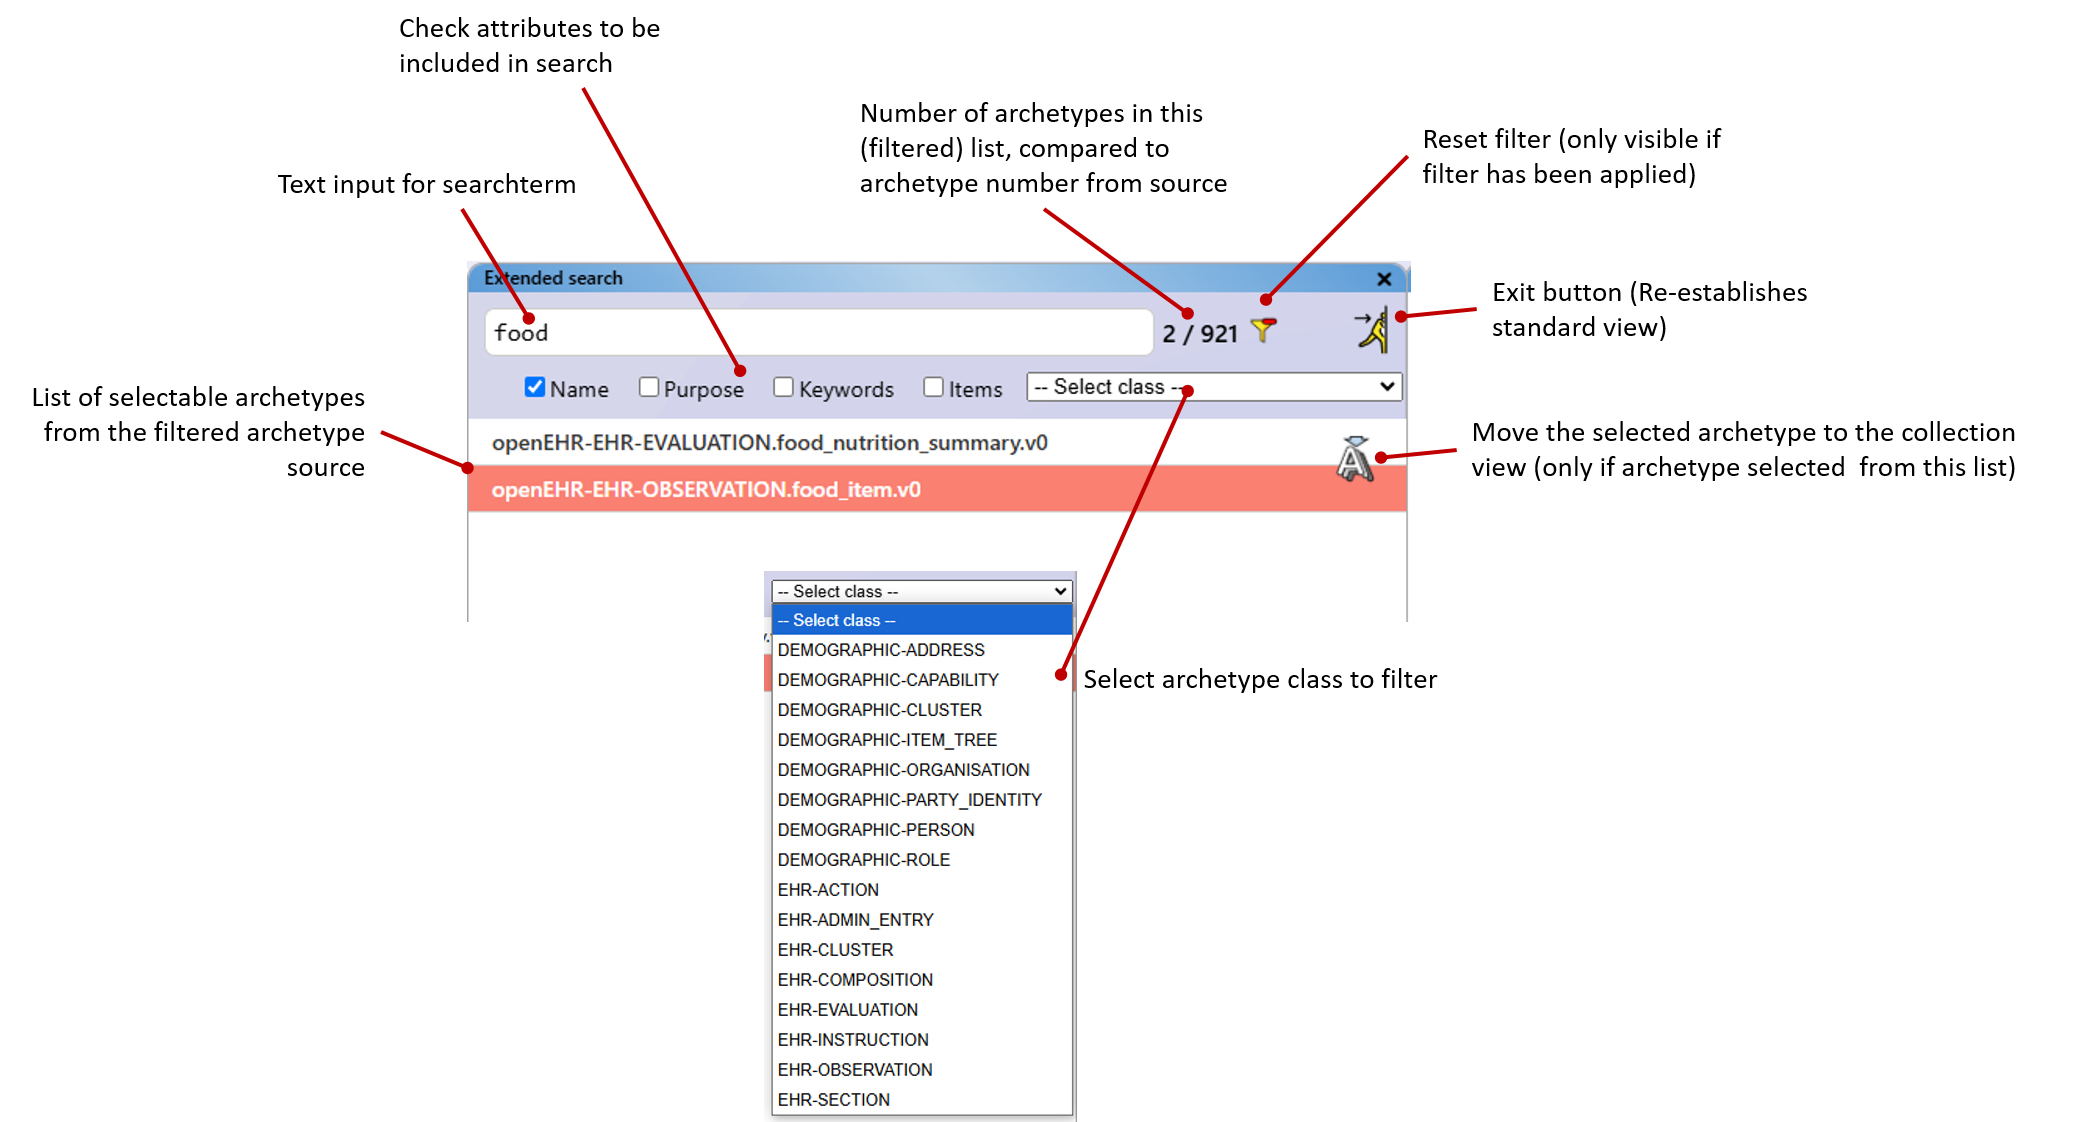 Check attributes to be
included in search
Number of archetypes in this
(filtered) list, compared to
archetype number from source
Reset filter (only visible if
filter has been applied)
Text input for searchterm
Extended search
food
2 / 921
Exit button (Re-establishes
standard view)
Name Purpose Keywords Items -- Select class --
List of selectable archetypes
from the filtered archetype
source
openEHR-EHR-EVALUATION.food_nutrition_summary.v0
openEHR-EHR-OBSERVATION.food_item.v0
Move the selected archetype to the collection
view (only if archetype selected  from this list)
-- Select class --
-- Select class --
DEMOGRAPHIC-ADDRESS
DEMOGRAPHIC-CAPABILITY
DEMOGRAPHIC-CLUSTER
DEMOGRAPHIC-ITEM_TREE
DEMOGRAPHIC-ORGANISATION
DEMOGRAPHIC-PARTY_IDENTITY
DEMOGRAPHIC-PERSON
DEMOGRAPHIC-ROLE
EHR-ACTION
EHR-ADMIN_ENTRY
EHR-CLUSTER
EHR-COMPOSITION
EHR-EVALUATION
EHR-INSTRUCTION
EHR-OBSERVATION
EHR-SECTION
Select archetype class to filter